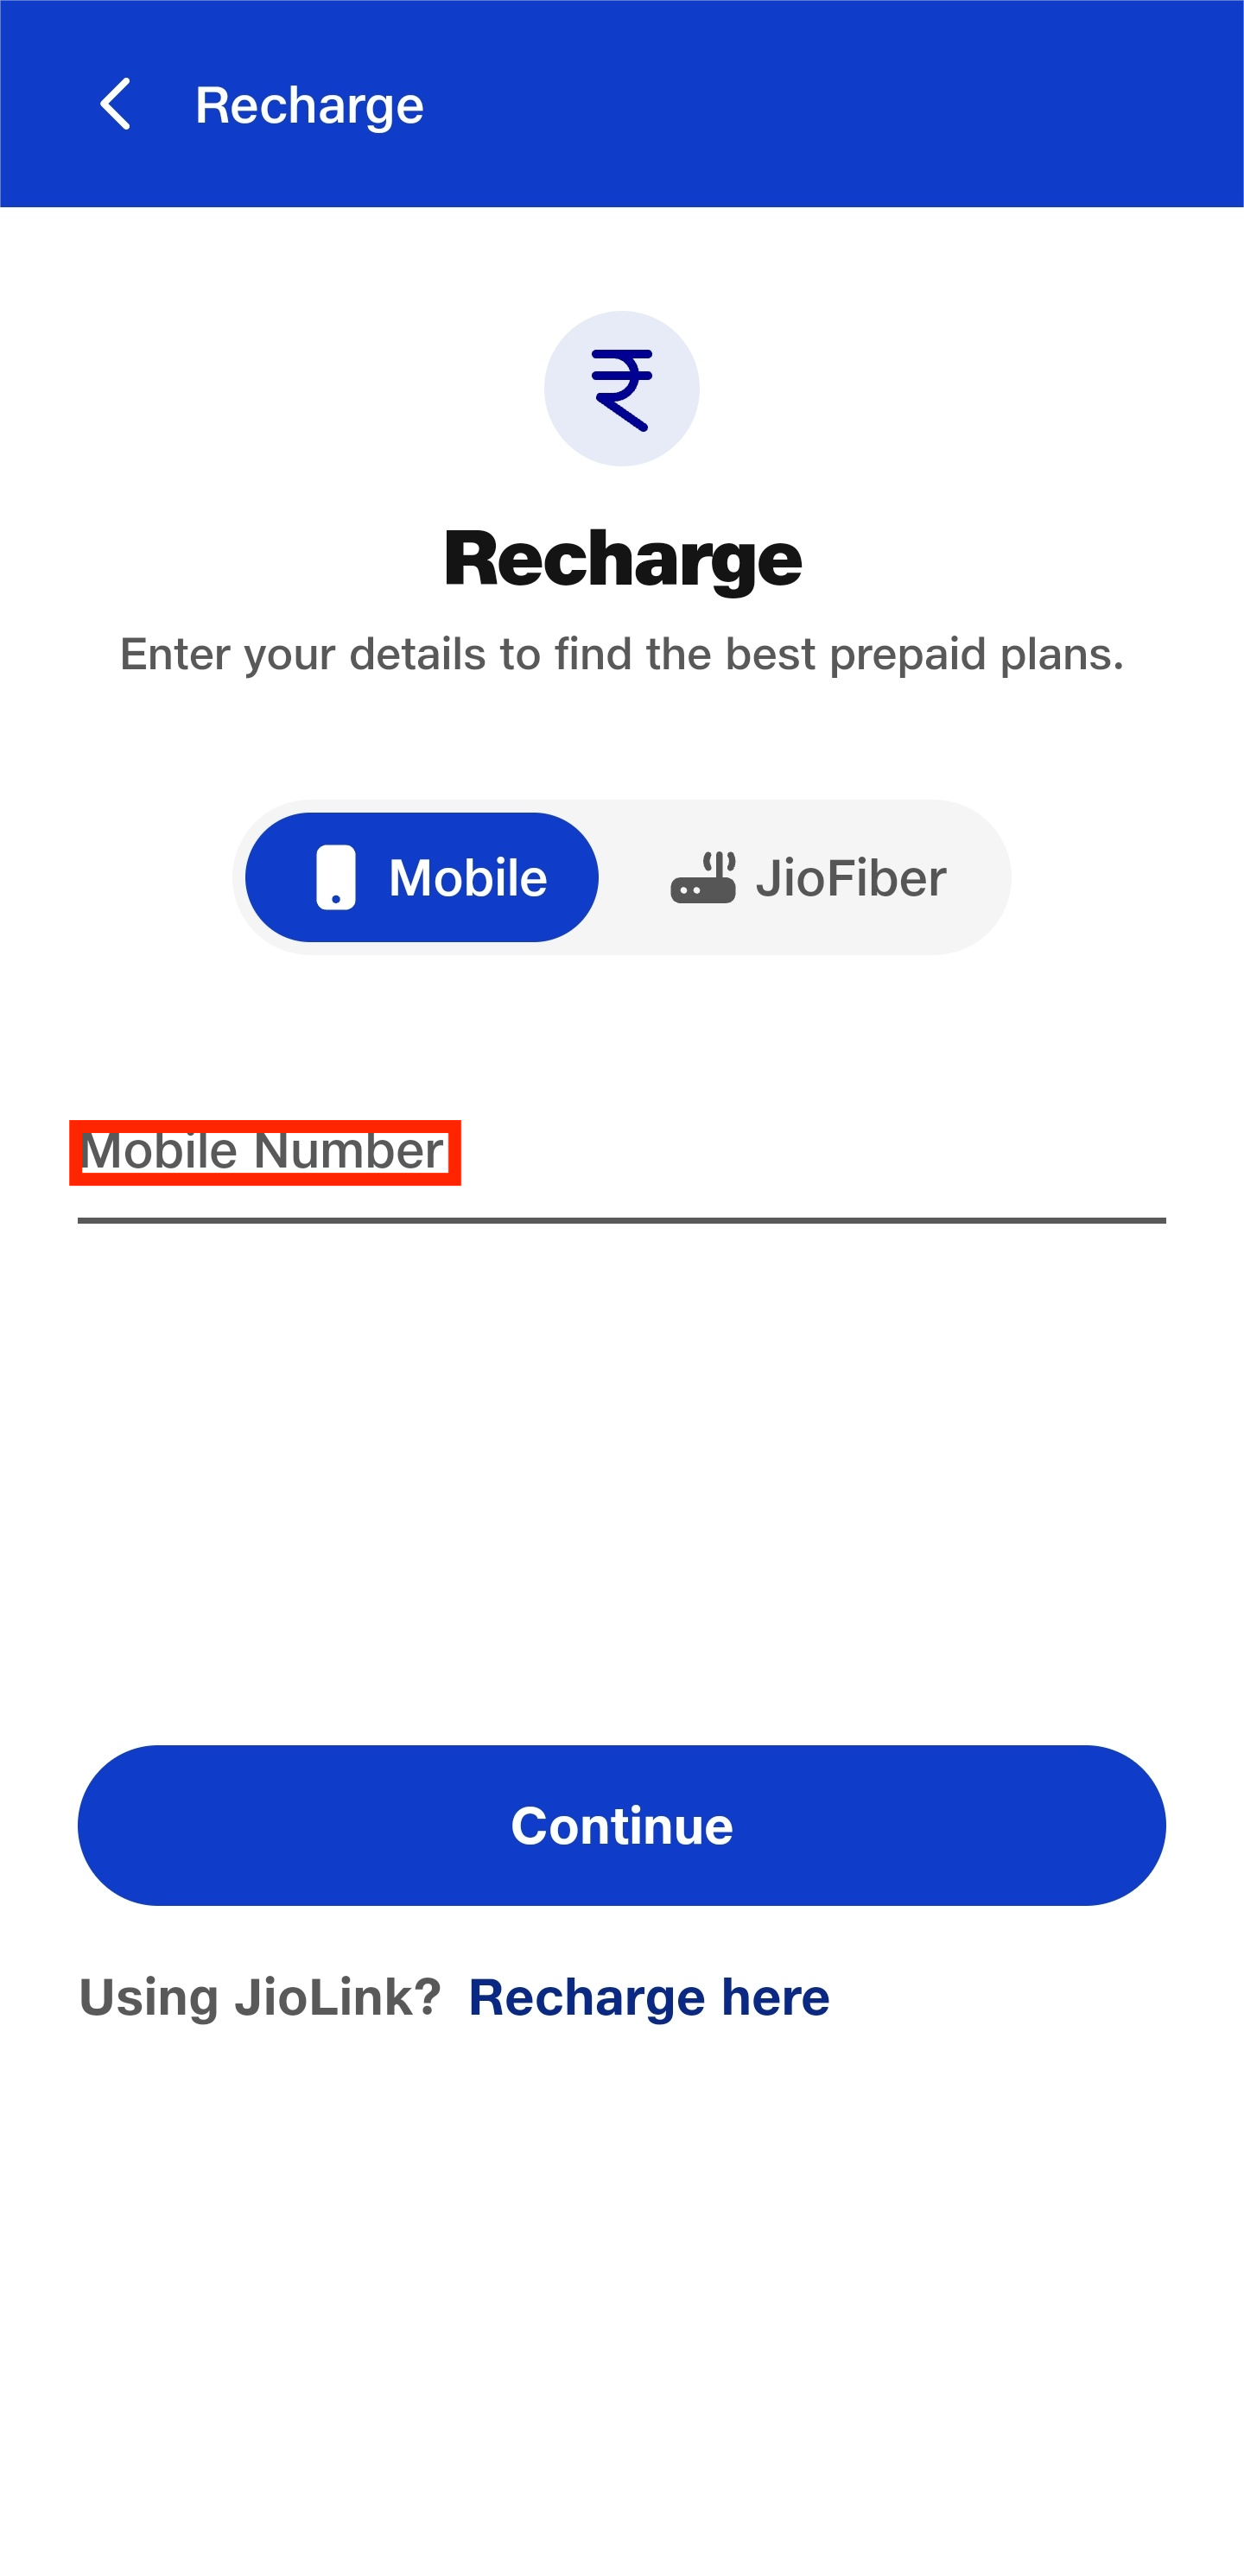 Recharge
Recharge
Enter your details to find the best prepaid plans.
Mobile
JioFiber
Mobile Number
Continue
Using JioLink? Recharge here